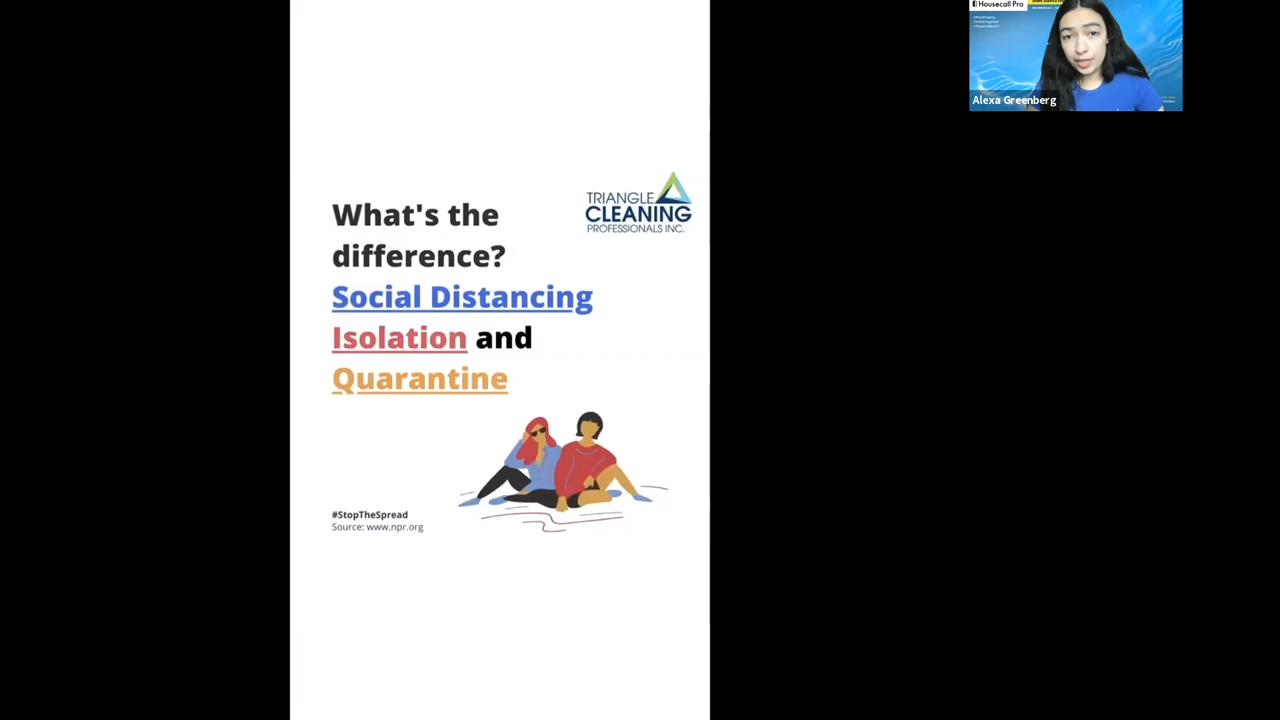 Housecall Pro
Alexa Greenberg
TRIANGLE
CLEANING
PROFESSIONALS INC.
What's the
difference?
Social Distancing
Isolation and
Quarantine
#StopTheSpread
Source: www.npr.org